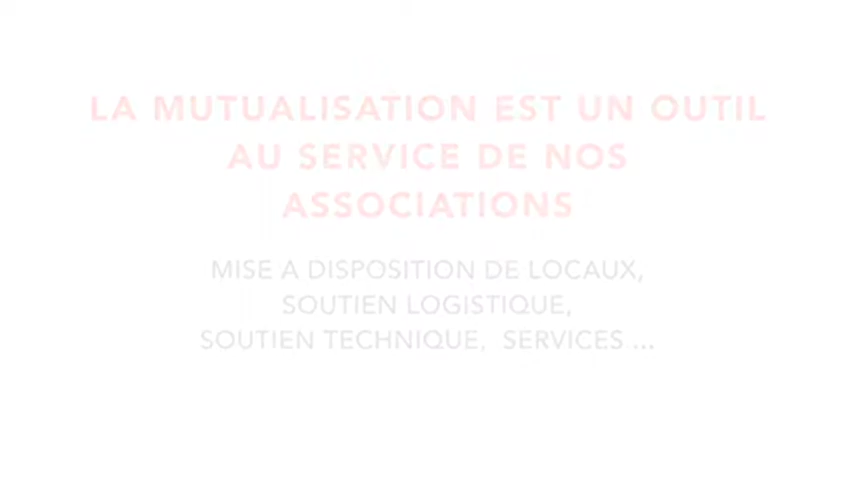 LA MUTUALISATION EST UN OUTIL
AU SERVICE DE NOS
ASSOCIATIONS
MISE A DISPOSITION DE LOCAUX,
SOUTIEN LOGISTIQUE,
SOUTIEN TECHNIQUE, SERVICES ...